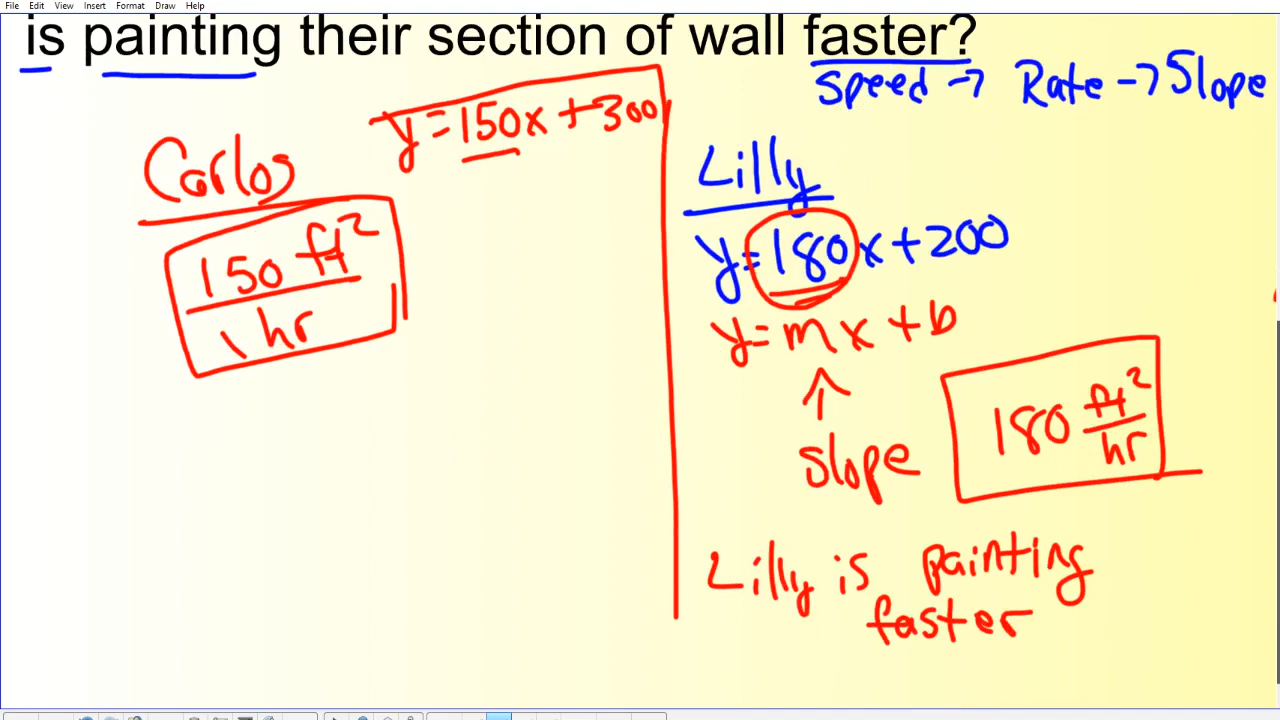 File Edit View Insert Format Draw Help
is painting their section of wall faster?
speed → Rate → Slope
Carlos
y=150x+300
150 ft²
1 hr
Lilly
y=180x+200
y=mx+b
slope
180 ft²
hr
Lilly is painting
faster